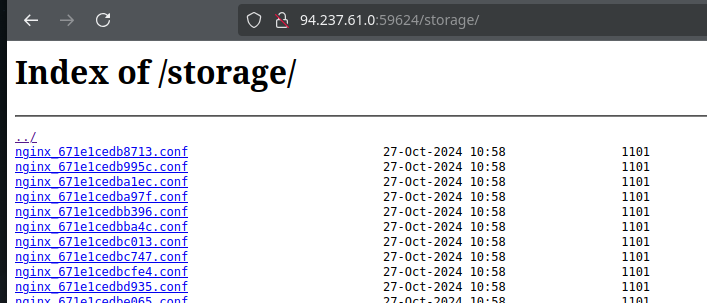 94.237.61.0:59624/storage/
Index of /storage/
../
nginx_671e1cedb8713.conf 27-Oct-2024 10:58 1101
nginx_671e1cedb995c.conf 27-Oct-2024 10:58 1101
nginx_671e1cedba1ec.conf 27-Oct-2024 10:58 1101
nginx_671e1cedba97f.conf 27-Oct-2024 10:58 1101
nginx_671e1cedbb396.conf 27-Oct-2024 10:58 1101
nginx_671e1cedbba4c.conf 27-Oct-2024 10:58 1101
nginx_671e1cedbc013.conf 27-Oct-2024 10:58 1101
nginx_671e1cedbc747.conf 27-Oct-2024 10:58 1101
nginx_671e1cedbcfe4.conf 27-Oct-2024 10:58 1101
nginx_671e1cedbd935.conf 27-Oct-2024 10:58 1101
nginx_671e1cedbe065.conf 27-Oct-2024 10:58 1101